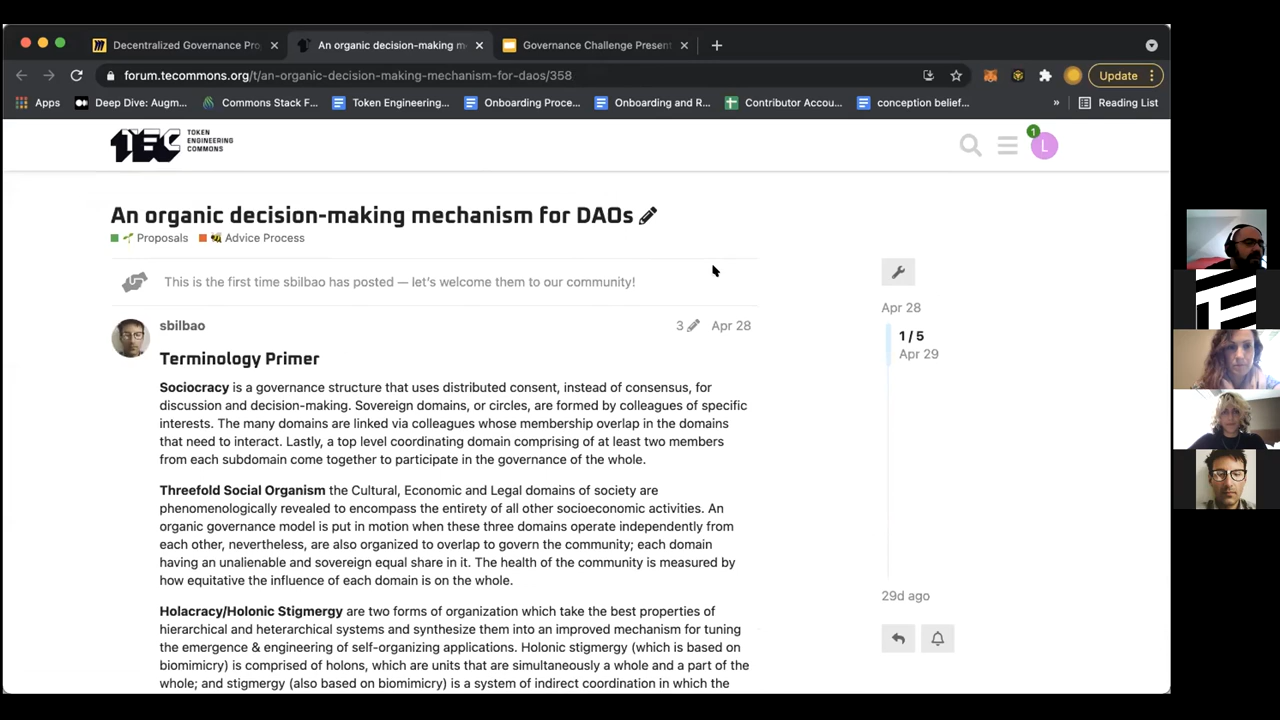 Decentralized Governance Pro
An organic decision-making m
Governance Challenge Present
forum.tecommons.org/t/an-organic-decision-making-mechanism-for-daos/358
Update
Apps
Deep Dive: Augm...
Commons Stack F...
Token Engineering...
Onboarding Proce...
Onboarding and R...
Contributor Accou...
conception belief...
»
Reading List
TEC
TOKEN
ENGINEERING
COMMONS
1
L
An organic decision-making mechanism for DAOs
Proposals
Advice Process
This is the first time sbilbao has posted — let's welcome them to our community!
sbilbao
3
Apr 28
Terminology Primer
Sociocracy is a governance structure that uses distributed consent, instead of consensus, for
discussion and decision-making. Sovereign domains, or circles, are formed by colleagues of specific
interests. The many domains are linked via colleagues whose membership overlap in the domains
that need to interact. Lastly, a top level coordinating domain comprising of at least two members
from each subdomain come together to participate in the governance of the whole.
Threefold Social Organism the Cultural, Economic and Legal domains of society are
phenomenologically revealed to encompass the entirety of all other socioeconomic activities. An
organic governance model is put in motion when these three domains operate independently from
each other, nevertheless, are also organized to overlap to govern the community; each domain
having an unalienable and sovereign equal share in it. The health of the community is measured by
how equitative the influence of each domain is on the whole.
Holacracy/Holonic Stigmergy are two forms of organization which take the best properties of
hierarchical and heterarchical systems and synthesize them into an improved mechanism for tuning
the emergence & engineering of self-organizing applications. Holonic stigmergy (which is based on
biomimicry) is comprised of holons, which are units that are simultaneously a whole and a part of the
whole; and stigmergy (also based on biomimicry) is a system of indirect coordination in which the
Apr 28
1 / 5
Apr 29
29d ago